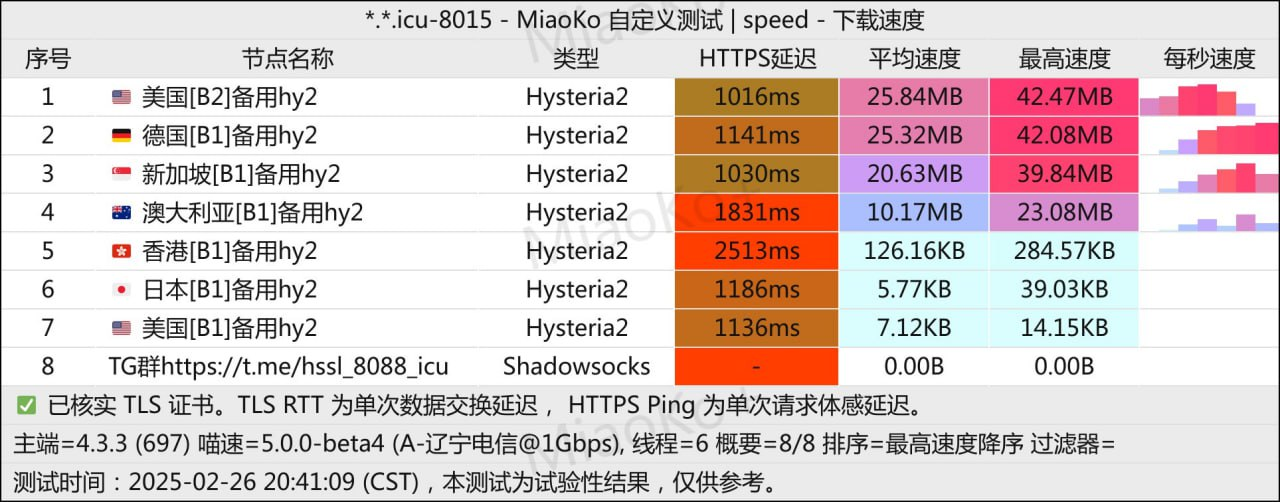 *.*.icu-8015 - MiaoKo 自定义测试 | speed - 下载速度
序号 节点名称 类型 HTTPS延迟 平均速度 最高速度 每秒速度
1 美国[B2]备用hy2 Hysteria2 1016ms 25.84MB 42.47MB
2 德国[B1]备用hy2 Hysteria2 1141ms 25.32MB 42.08MB
3 新加坡[B1]备用hy2 Hysteria2 1030ms 20.63MB 39.84MB
4 澳大利亚[B1]备用hy2 Hysteria2 1831ms 10.17MB 23.08MB
5 香港[B1]备用hy2 Hysteria2 2513ms 126.16KB 284.57KB
6 日本[B1]备用hy2 Hysteria2 1186ms 5.77KB 39.03KB
7 美国[B1]备用hy2 Hysteria2 1136ms 7.12KB 14.15KB
8 TG群https://t.me/hssl_8088_icu Shadowsocks - 0.00B 0.00B
✅ 已核实 TLS 证书。TLS RTT 为单次数据交换延迟， HTTPS Ping 为单次请求体感延迟。
主端=4.3.3 (697) 喵速=5.0.0-beta4 (A-辽宁电信@1Gbps), 线程=6 概要=8/8 排序=最高速度降序 过滤器=
测试时间：2025-02-26 20:41:09 (CST)，本测试为试验性结果，仅供参考。